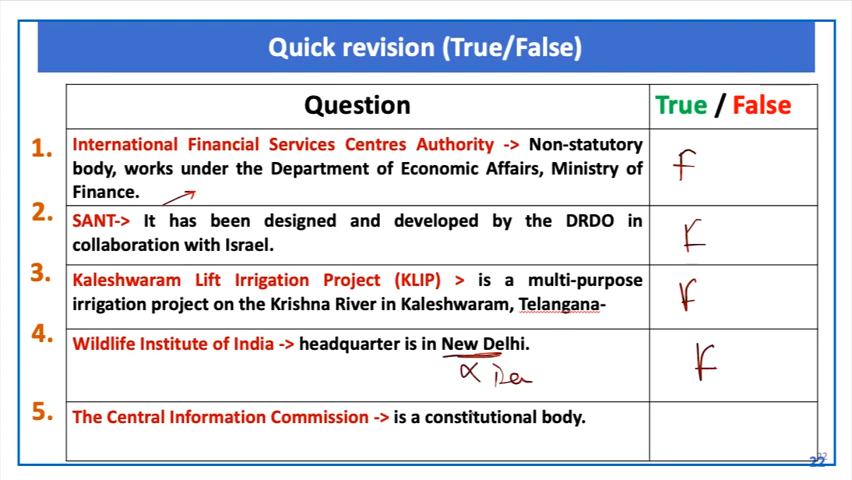 Quick revision (True/False)
Question
True / False
1.
International Financial Services Centres Authority -> Non-statutory
body, works under the Department of Economic Affairs, Ministry of
Finance.
F
2.
SANT-> It has been designed and developed by the DRDO in
collaboration with Israel.
F
3.
Kaleshwaram Lift Irrigation Project (KLIP) > is a multi-purpose
irrigation project on the Krishna River in Kaleshwaram, Telangana-
F
4.
Wildlife Institute of India -> headquarter is in New Delhi.
F
5.
The Central Information Commission -> is a constitutional body.
22
22